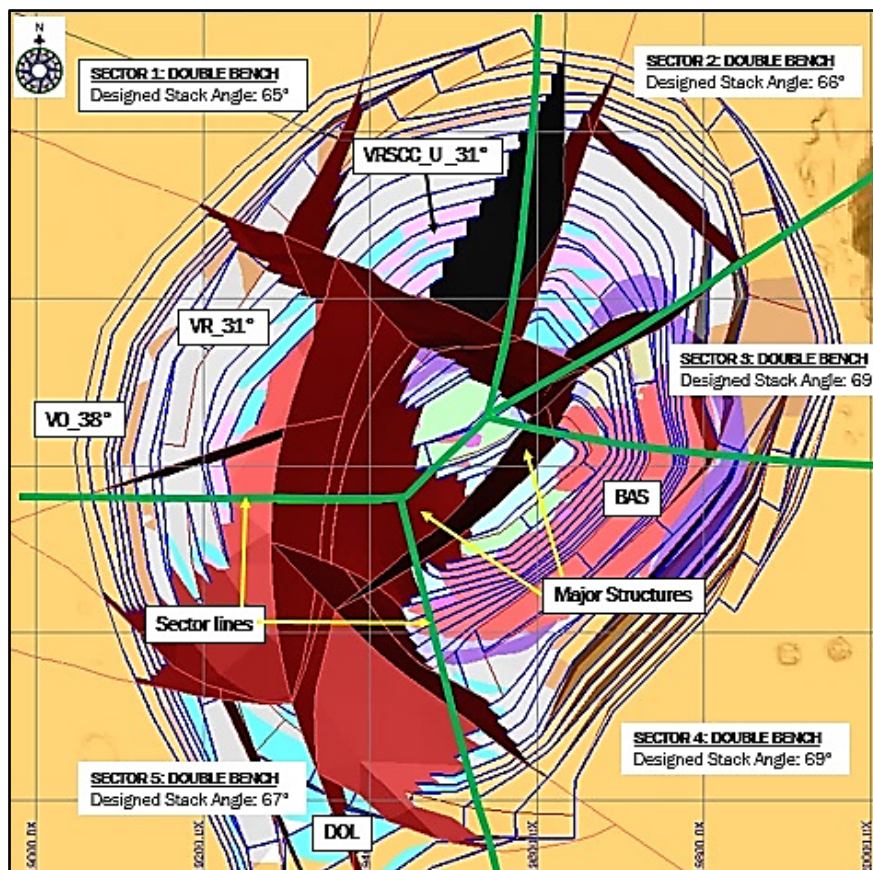 N
SECTOR 1: DOUBLE BENCH
Designed Stack Angle: 65°
SECTOR 2: DOUBLE BENCH
Designed Stack Angle: 66°
VRSCC_U_31°
VR_31°
SECTOR 3: DOUBLE BENCH
Designed Stack Angle: 69
VO_38°
BAS
Major Structures
Sector lines
SECTOR 4: DOUBLE BENCH
Designed Stack Angle: 69°
SECTOR 5: DOUBLE BENCH
Designed Stack Angle: 67°
DOL